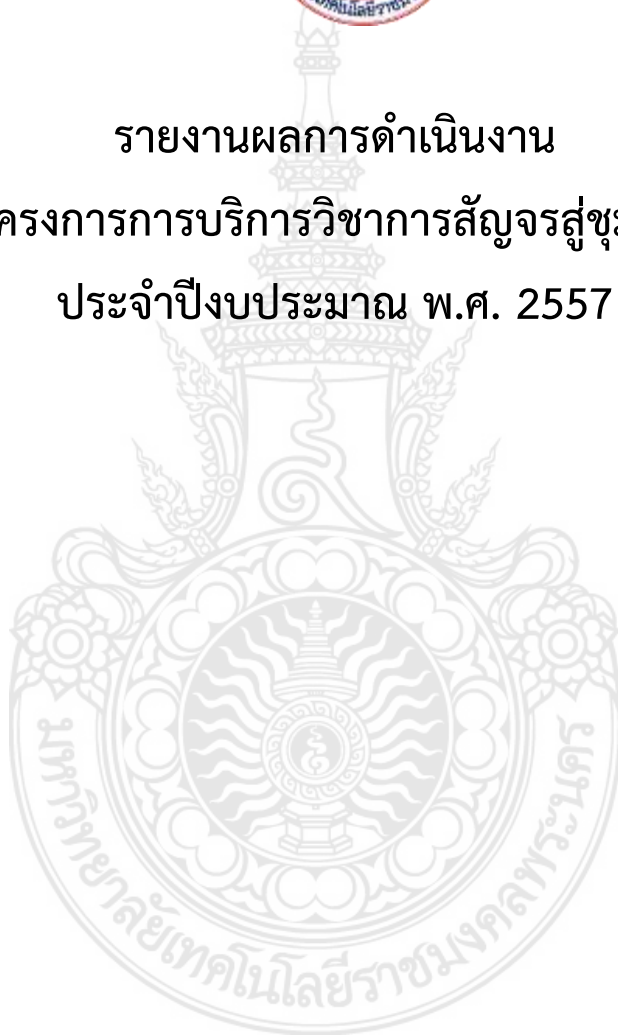 รายงานผลการดำเนินงาน
ครงการการบริการวิชาการสัญจรสู่ชุม
ประจำปีงบประมาณ พ.ศ. 2557
มหาวิทยาลัยเทคโนโลยีราชมงคลพระนคร